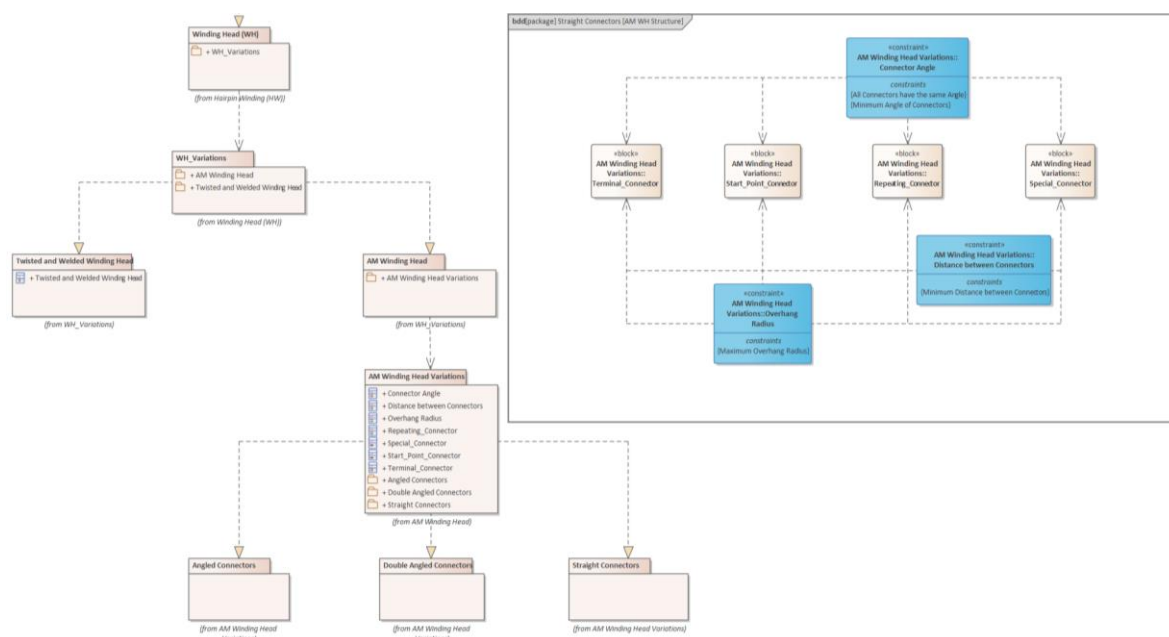 Winding Head (WH)
+ WH_Variations
(from Hairpin Winding (HW))
WH_Variations
+ AM Winding Head
+ Twisted and Welded Winding Head
(from Winding Head (WH))
Twisted and Welded Winding Head
+ Twisted and Welded Winding Head
(from WH_Variations)
AM Winding Head
+ AM Winding Head Variations
(from WH_Variations)
AM Winding Head Variations
+ Connector Angle
+ Distance between Connectors
+ Overhang Radius
+ Repeating_Connector
+ Special_Connector
+ Start_Point_Connector
+ Terminal_Connector
+ Angled Connectors
+ Double Angled Connectors
+ Straight Connectors
(from AM Winding Head)
Angled Connectors
(from AM Winding Head
Double Angled Connectors
(from AM Winding Head
Straight Connectors
(from AM Winding Head Variations)
bdd[package] Straight Connectors [AM WH Structure]
«constraint»
AM Winding Head Variations::
Connector Angle
constraints
{All Connectors have the same Angle}
{Minimum Angle of Connectors}
«block»
AM Winding Head
Variations::
Terminal_Connector
«block»
AM Winding Head
Variations::
Start_Point_Connector
«block»
AM Winding Head
Variations::
Repeating_Connector
«block»
AM Winding Head
Variations::
Special_Connector
«constraint»
AM Winding Head Variations::
Distance between Connectors
constraints
{Minimum Distance between Connectors}
«constraint»
AM Winding Head
Variations::Overhang
Radius
constraints
{Maximum Overhang Radius}